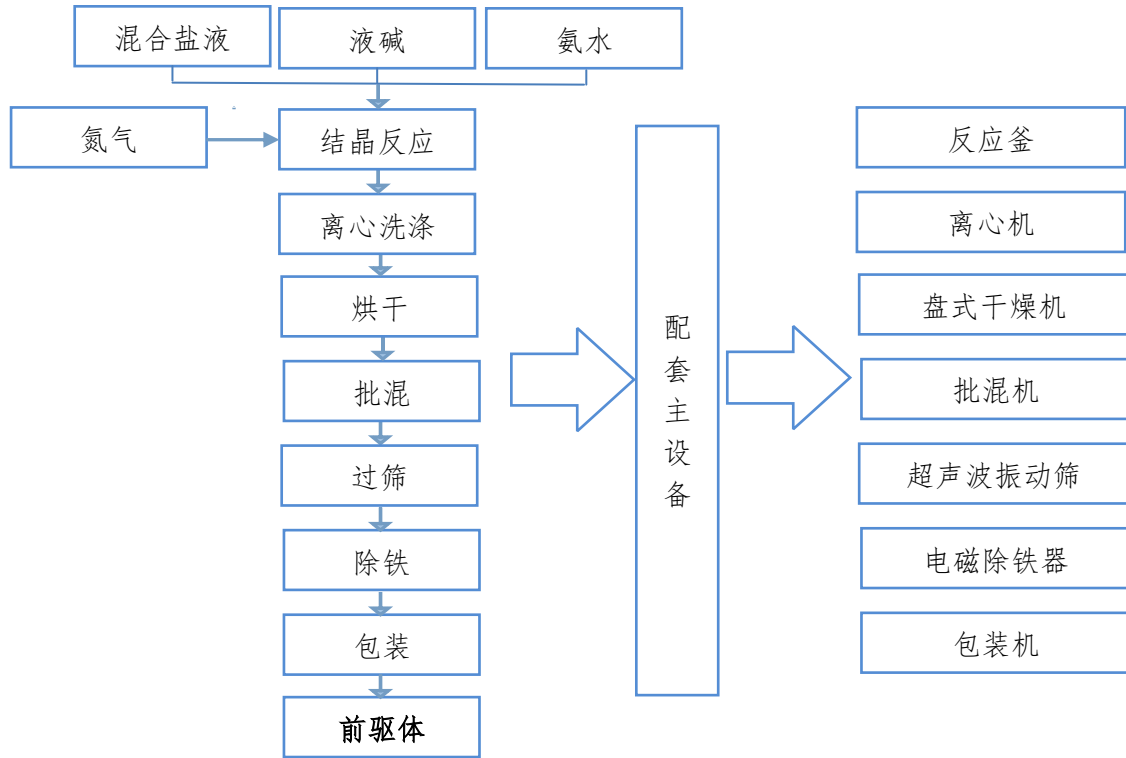 混合盐液
液碱
氨水
氮气
结晶反应
离心洗涤
烘干
批混
过筛
除铁
包装
前驱体
配套主设备
反应釜
离心机
盘式干燥机
批混机
超声波振动筛
电磁除铁器
包装机